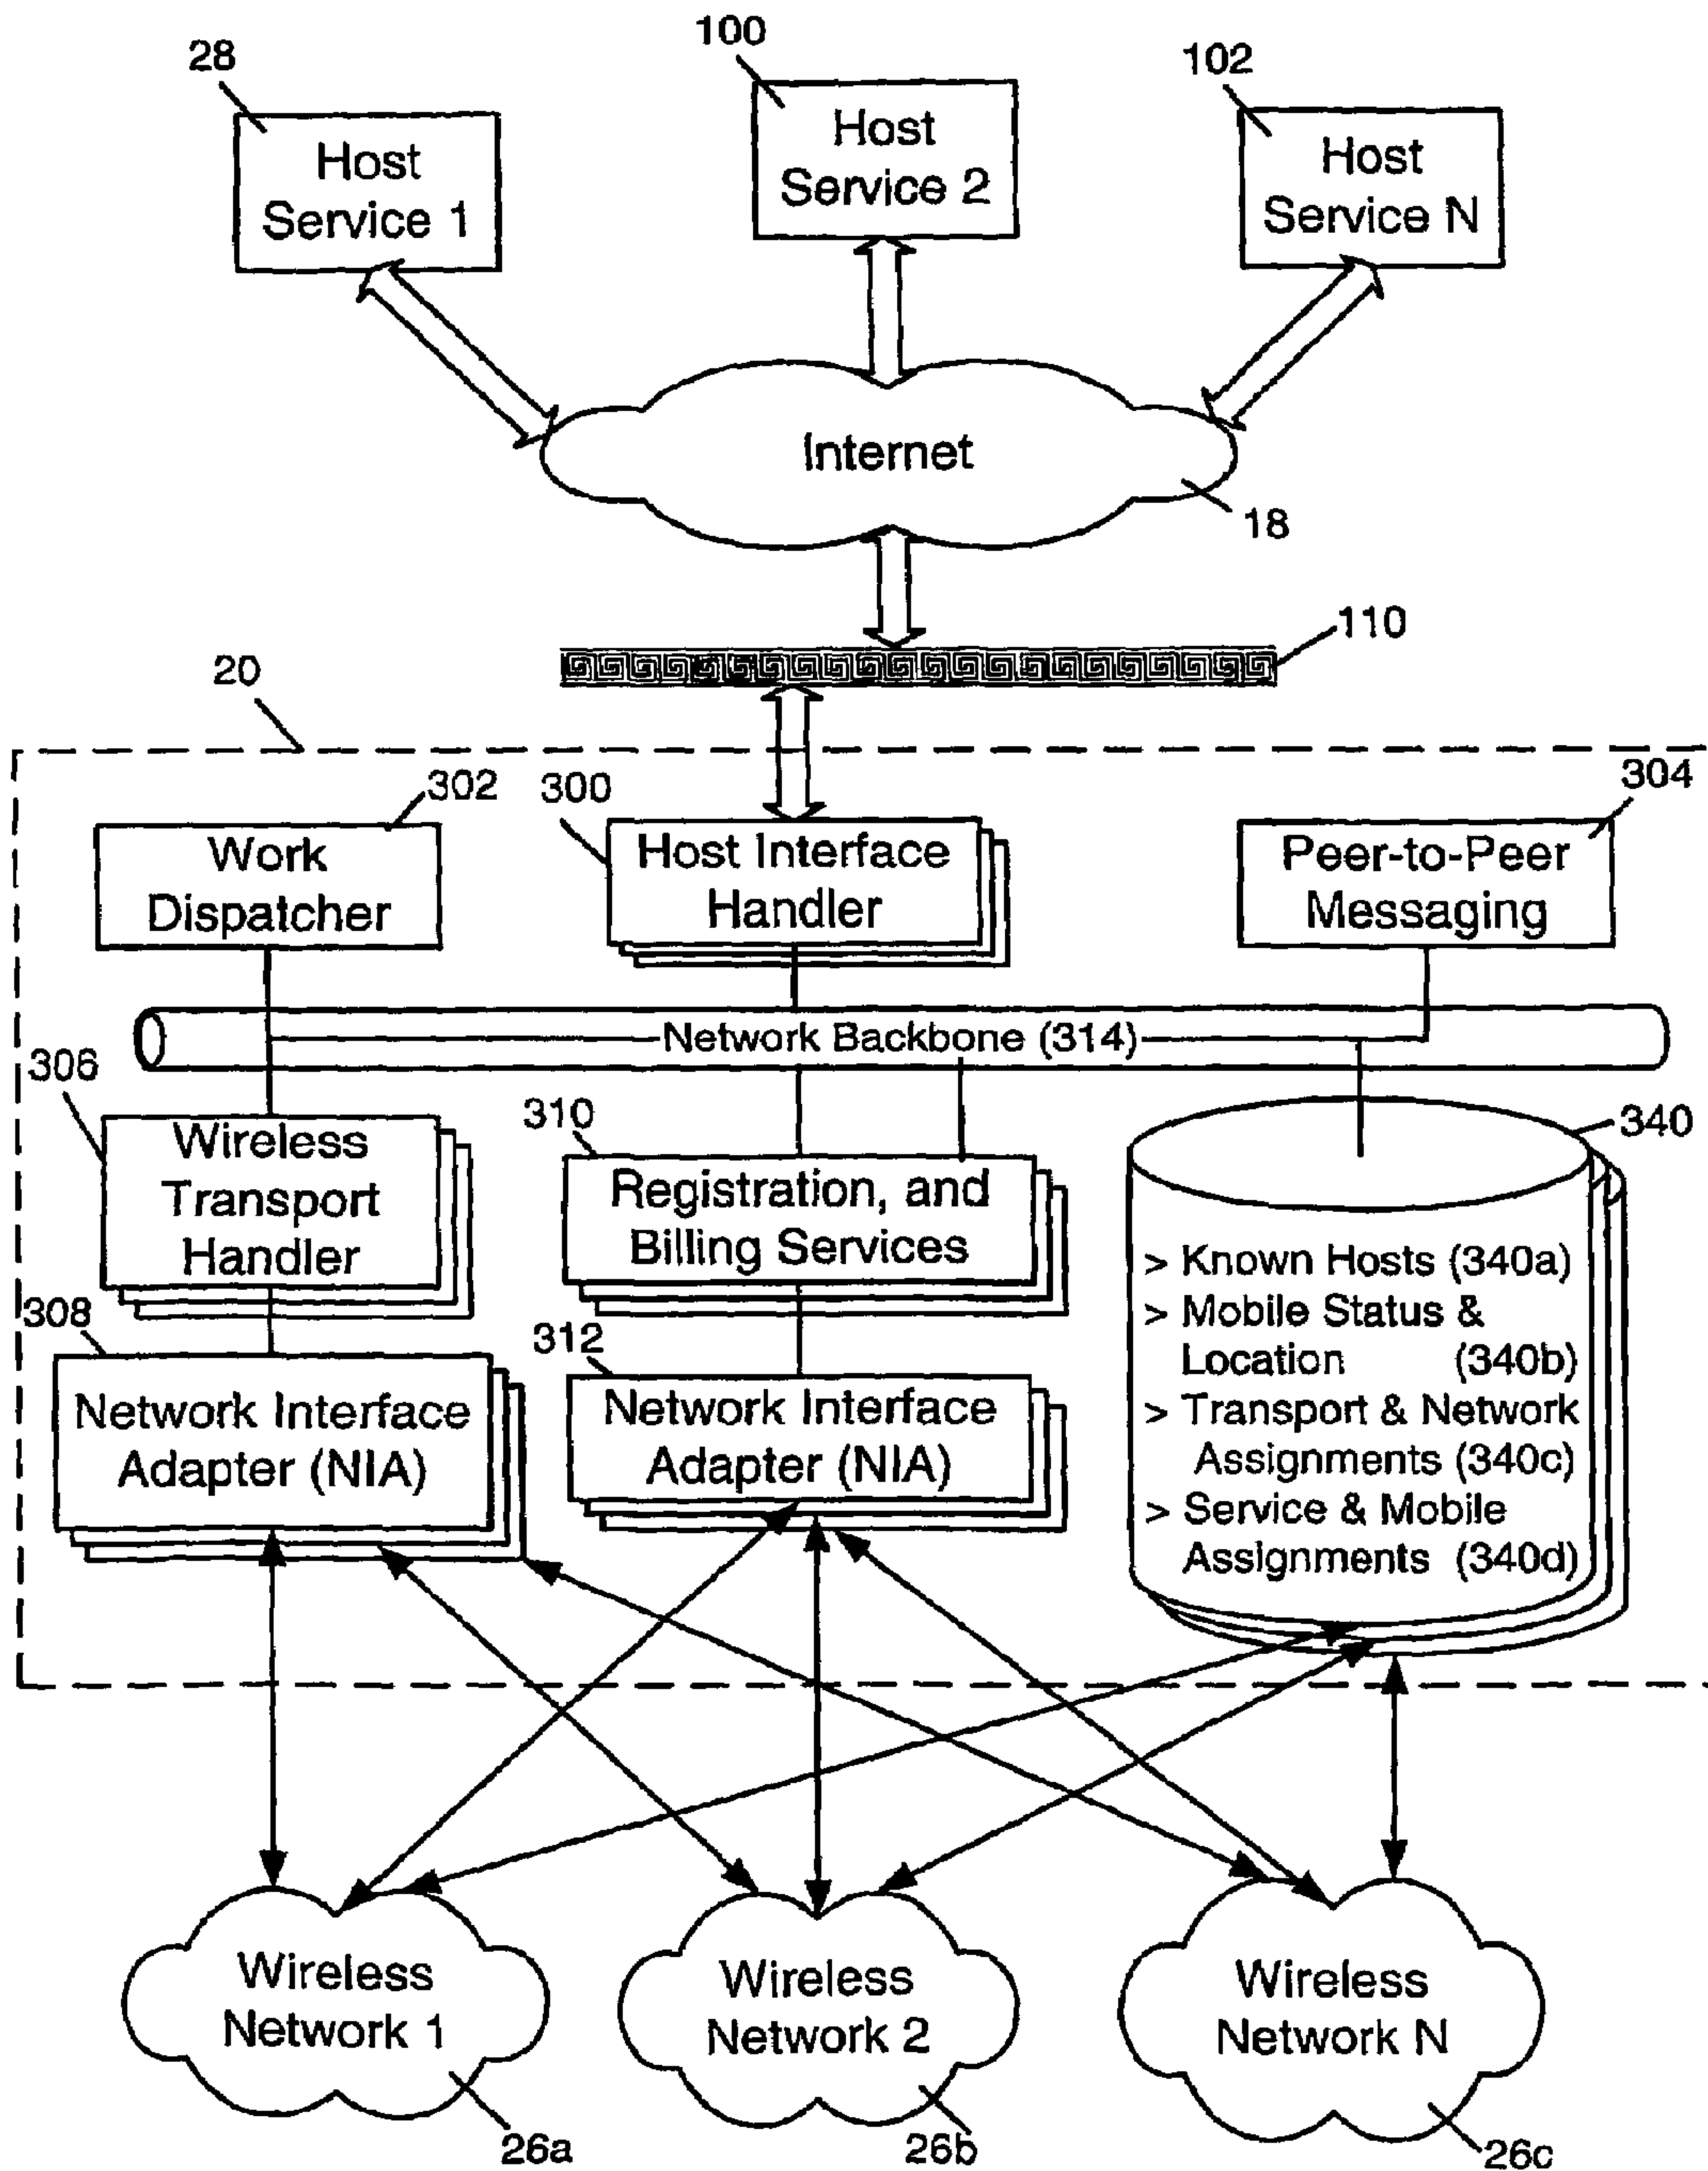 28
100
102
Host
Service 1
Host
Service 2
Host
Service N
Internet
18
110
20
302
300
304
Work
Dispatcher
Host Interface
Handler
Peer-to-Peer
Messaging
Network Backbone (314)
306
310
340
Wireless
Transport
Handler
Registration, and
Billing Services
> Known Hosts (340a)
> Mobile Status &
Location (340b)
> Transport & Network
Assignments (340c)
> Service & Mobile
Assignments (340d)
308
312
Network Interface
Adapter (NIA)
Network Interface
Adapter (NIA)
Wireless
Network 1
Wireless
Network 2
Wireless
Network N
26a
26b
26c